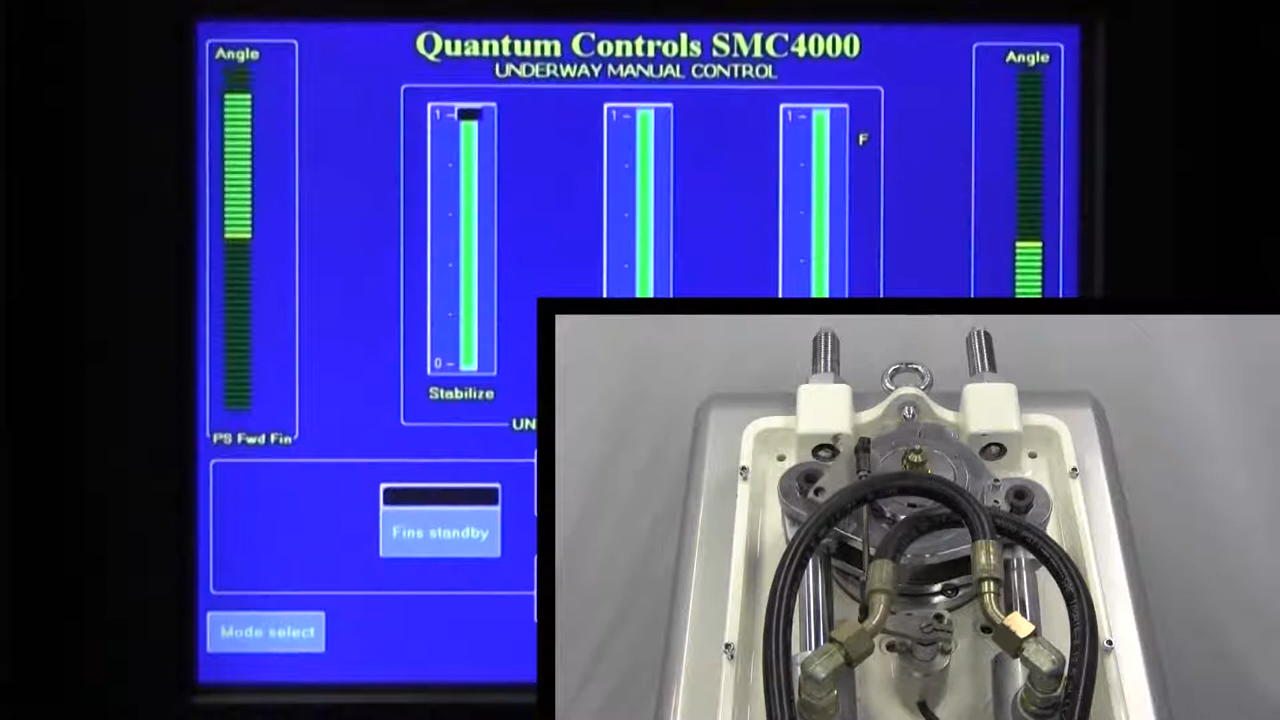 Quantum Controls SMC4000
UNDERWAY MANUAL CONTROL
Angle
Angle
1
1
1
F
0
Stabilize
UN
PS Fwd Fin
Fins standby
Mode select